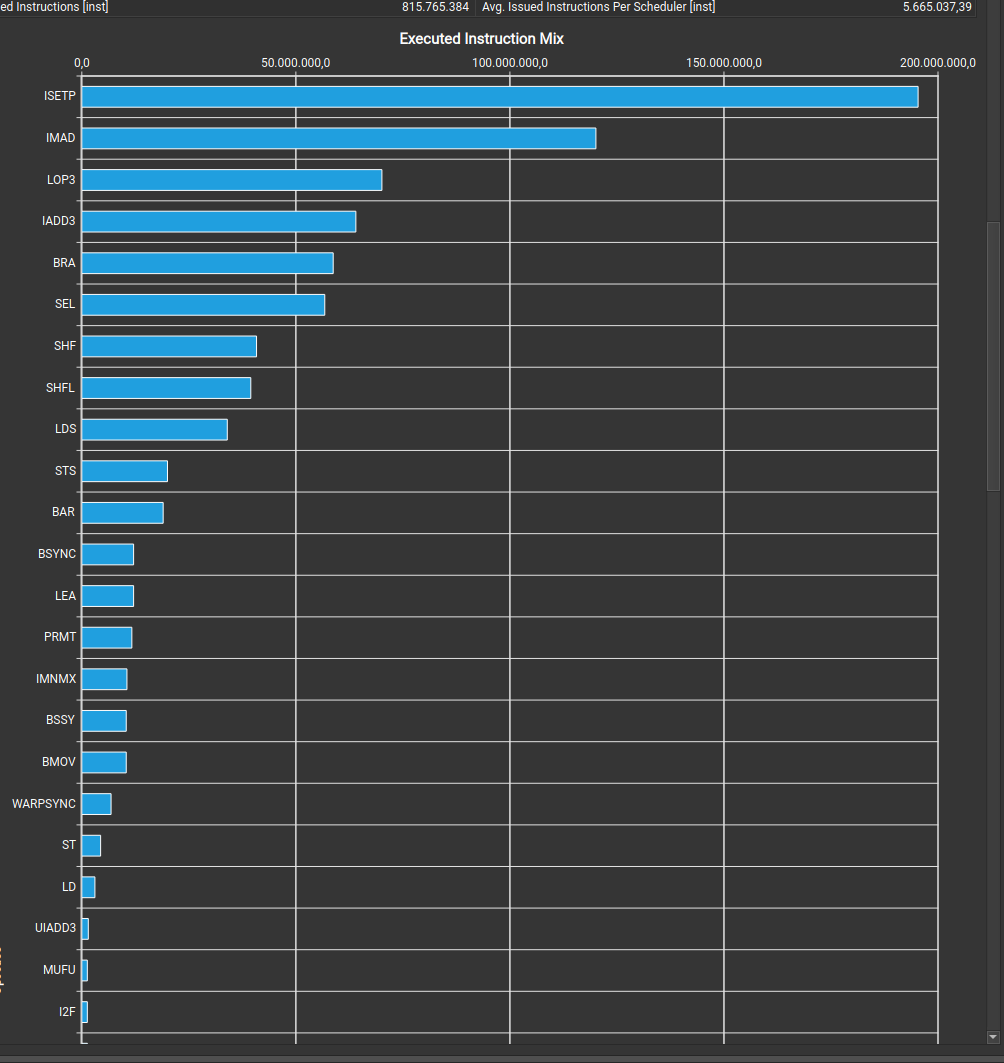 ed Instructions [inst] 815.765.384 Avg. Issued Instructions Per Scheduler [inst] 5.665.037,39
Executed Instruction Mix
0,0 50.000.000,0 100.000.000,0 150.000.000,0 200.000.000,0
ISETP
IMAD
LOP3
IADD3
BRA
SEL
SHF
SHFL
LDS
STS
BAR
BSYNC
LEA
PRMT
IMNMX
BSSY
BMOV
WARPSYNC
ST
LD
UIADD3
MUFU
I2F